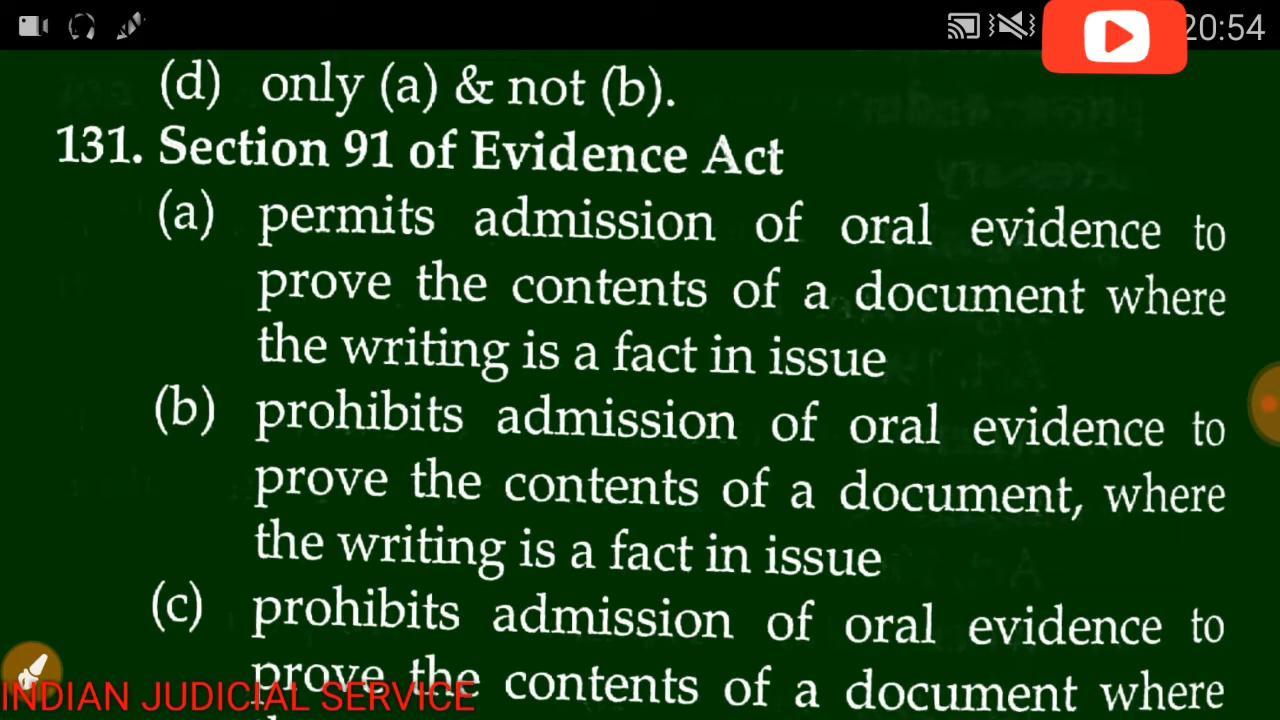 20:54
(d) only (a) & not (b).
131. Section 91 of Evidence Act
(a) permits admission of oral evidence to
prove the contents of a document where
the writing is a fact in issue
(b) prohibits admission of oral evidence to
prove the contents of a document, where
the writing is a fact in issue
(c) prohibits admission of oral evidence to
prove the contents of a document where
INDIAN JUDICIAL SERVICE